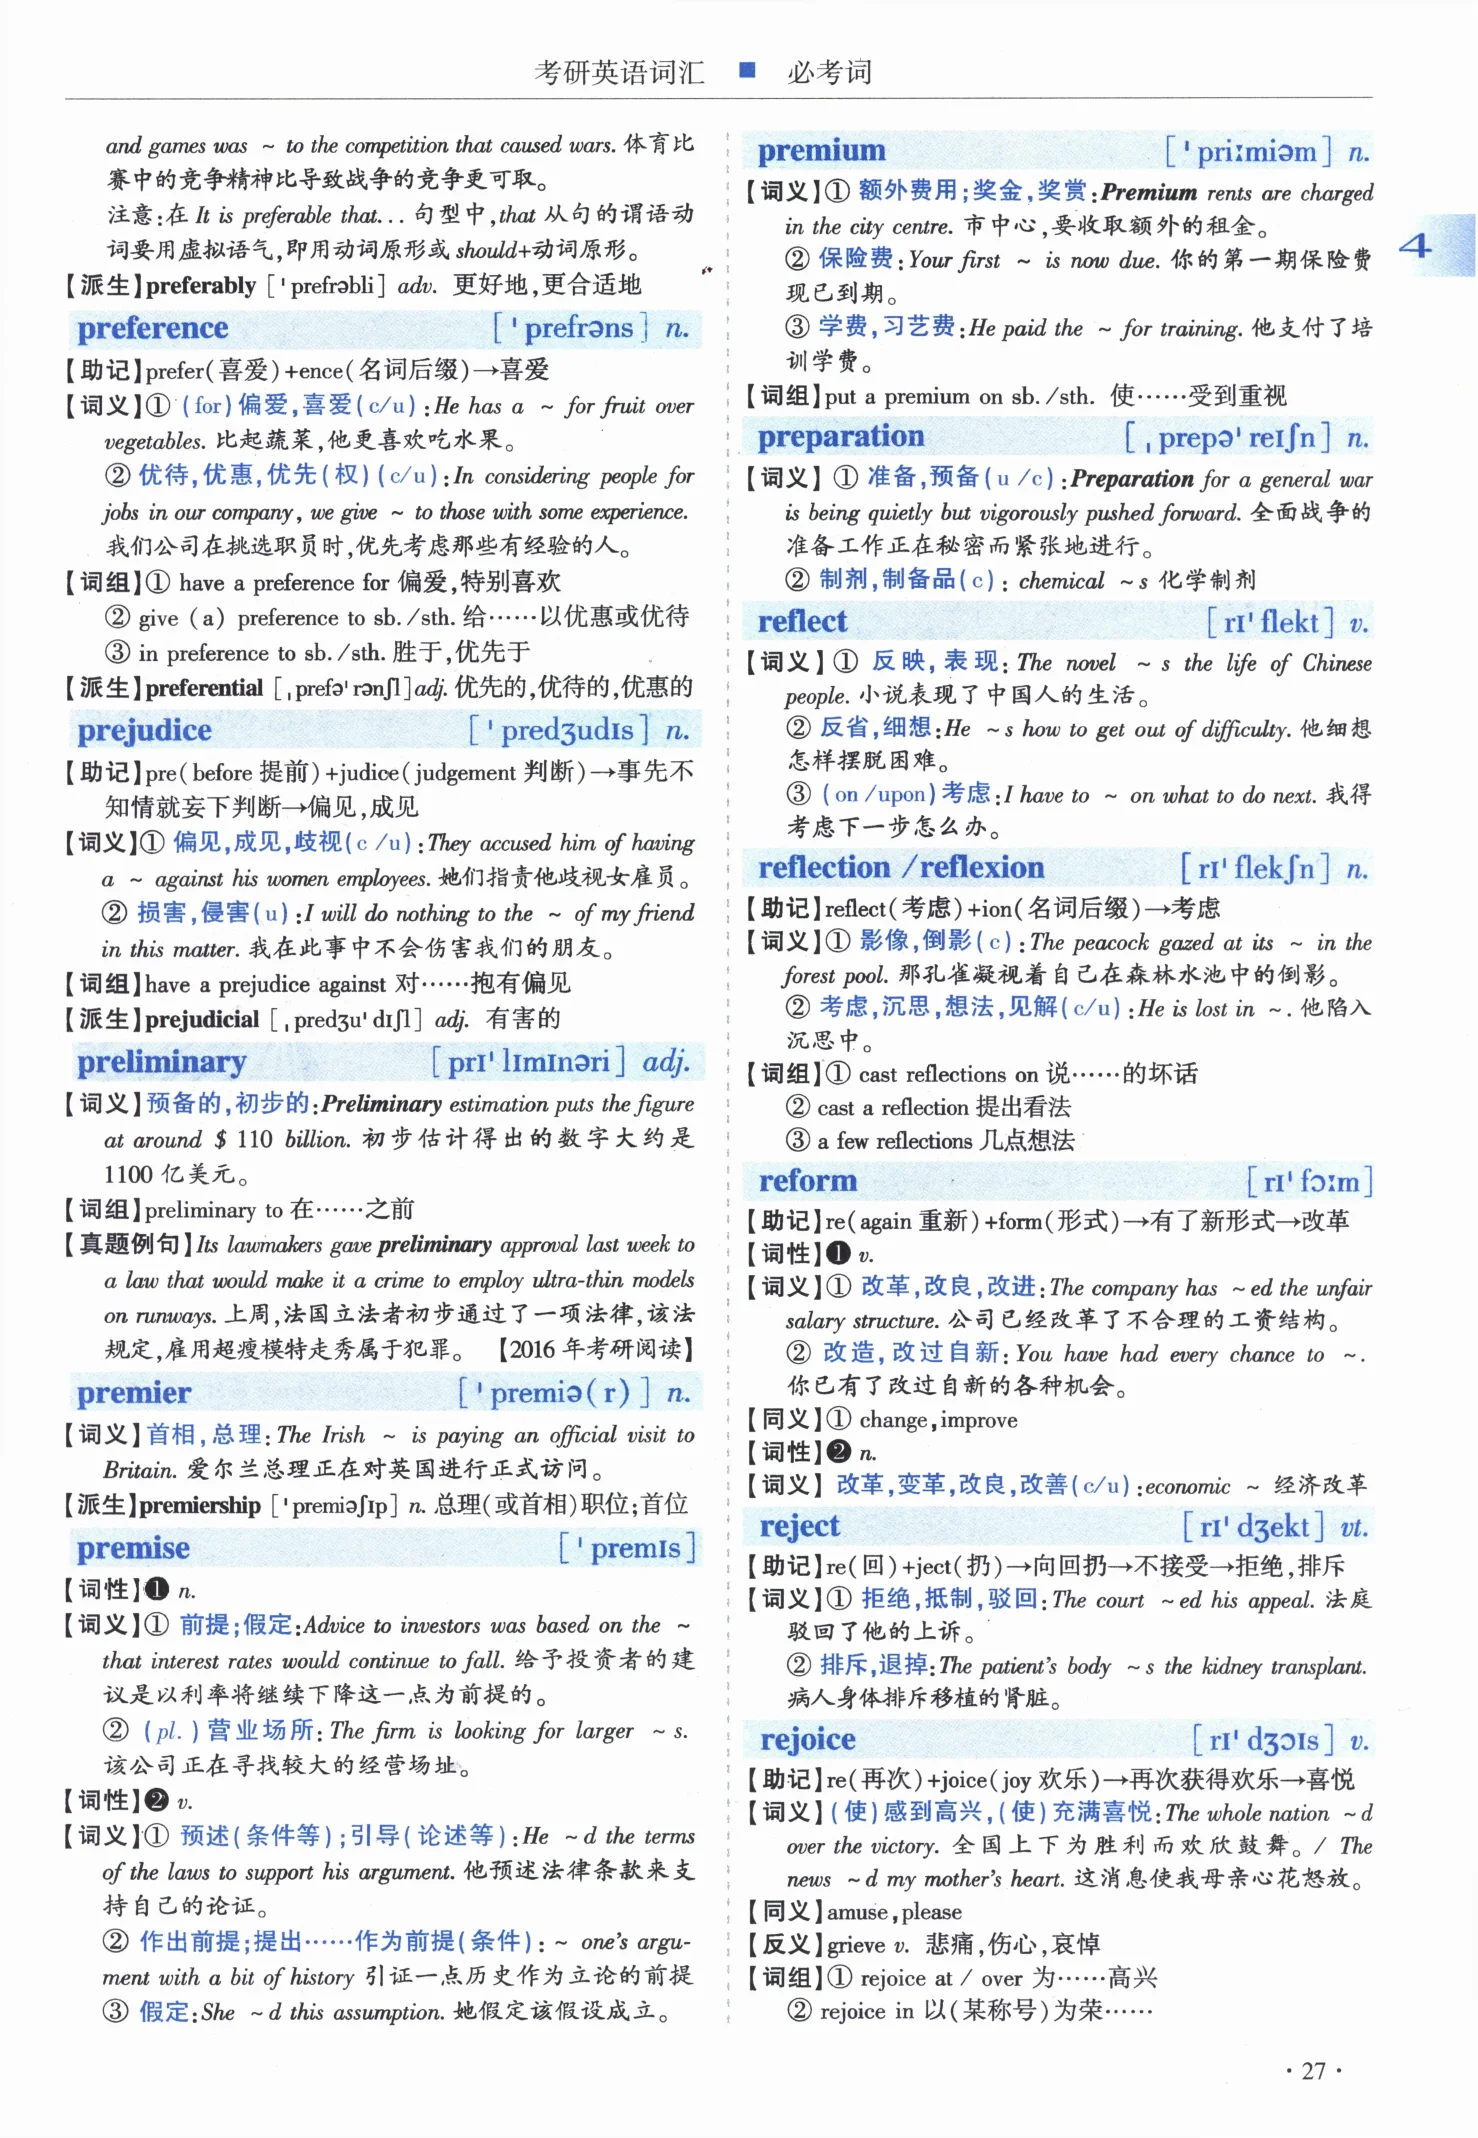 考研英语词汇 ■ 必考词
and games was ~ to the competition that caused wars. 体育比
赛中的竞争精神比导致战争的竞争更可取。
注意:在 It is preferable that... 句型中,that 从句的谓语动
词要用虚拟语气,即用动词原形或 should+动词原形。
【派生】preferably [ˈprefrəbli] adv. 更好地,更合适地
preference [ˈprefrəns] n.
【助记】prefer(喜爱)+ence(名词后缀)→喜爱
【词义】① (for)偏爱,喜爱(c/u):He has a ~ for fruit over
vegetables. 比起蔬菜,他更喜欢吃水果。
② 优待,优惠,优先(权)(c/u):In considering people for
jobs in our company, we give ~ to those with some experience.
我们公司在挑选职员时,优先考虑那些有经验的人。
【词组】① have a preference for 偏爱,特别喜欢
② give (a) preference to sb./sth. 给……以优惠或优待
③ in preference to sb./sth. 胜于,优先于
【派生】preferential [ˌprefəˈrənʃl]adj. 优先的,优待的,优惠的
prejudice [ˈpredʒudɪs] n.
【助记】pre(before 提前)+judice(judgement 判断)→事先不
知情就妄下判断→偏见,成见
【词义】① 偏见,成见,歧视(c/u):They accused him of having
a ~ against his women employees. 她们指责他歧视女雇员。
② 损害,侵害(u):I will do nothing to the ~ of my friend
in this matter. 我在此事中不会伤害我们的朋友。
【词组】have a prejudice against 对……抱有偏见
【派生】prejudicial [ˌpredʒuˈdɪʃl] adj. 有害的
preliminary [prɪˈlɪmɪnəri] adj.
【词义】预备的,初步的:Preliminary estimation puts the figure
at around $ 110 billion. 初步估计得出的数字大约是
1100 亿美元。
【词组】preliminary to 在……之前
【真题例句】Its lawmakers gave preliminary approval last week to
a law that would make it a crime to employ ultra-thin models
on runways. 上周,法国立法者初步通过了一项法律,该法
规定,雇用超瘦模特走秀属于犯罪。 【2016 年考研阅读】
premier [ˈpremiə(r)] n.
【词义】首相,总理:The Irish ~ is paying an official visit to
Britain. 爱尔兰总理正在对英国进行正式访问。
【派生】premiership [ˈpremiəʃɪp] n. 总理(或首相)职位;首位
premise [ˈpremɪs]
【词性】❶ n.
【词义】① 前提;假定:Advice to investors was based on the ~
that interest rates would continue to fall. 给予投资者的建
议是以利率将继续下降这一点为前提的。
② (pl.)营业场所:The firm is looking for larger ~s.
该公司正在寻找较大的经营场址。
【词性】❷ v.
【词义】① 预述(条件等);引导(论述等):He ~d the terms
of the laws to support his argument. 他预述法律条款来支
持自己的论证。
② 作出前提;提出……作为前提(条件):~ one's argu-
ment with a bit of history 引证一点历史作为立论的前提
③ 假定:She ~d this assumption. 她假定该假设成立。
premium [ˈpriːmiəm] n.
【词义】① 额外费用;奖金,奖赏:Premium rents are charged
in the city centre. 市中心,要收取额外的租金。
② 保险费:Your first ~ is now due. 你的第一期保险费
现已到期。
③ 学费,习艺费:He paid the ~ for training. 他支付了培
训学费。
【词组】put a premium on sb./sth. 使……受到重视
preparation [ˌprepəˈreɪʃn] n.
【词义】① 准备,预备(u/c):Preparation for a general war
is being quietly but vigorously pushed forward. 全面战争的
准备工作正在秘密而紧张地进行。
② 制剂,制备品(c): chemical ~s 化学制剂
reflect [rɪˈflekt] v.
【词义】① 反映,表现:The novel ~s the life of Chinese
people. 小说表现了中国人的生活。
② 反省,细想:He ~s how to get out of difficulty. 他细想
怎样摆脱困难。
③ (on/upon)考虑:I have to ~ on what to do next. 我得
考虑下一步怎么办。
reflection /reflexion [rɪˈflekʃn] n.
【助记】reflect(考虑)+ion(名词后缀)→考虑
【词义】① 影像,倒影(c):The peacock gazed at its ~ in the
forest pool. 那孔雀凝视着自己在森林水池中的倒影。
② 考虑,沉思,想法,见解(c/u):He is lost in ~. 他陷入
沉思中。
【词组】① cast reflections on 说……的坏话
② cast a reflection 提出看法
③ a few reflections 几点想法
reform [rɪˈfɔːm]
【助记】re(again 重新)+form(形式)→有了新形式→改革
【词性】❶ v.
【词义】① 改革,改良,改进:The company has ~ed the unfair
salary structure. 公司已经改革了不合理的工资结构。
② 改造,改过自新:You have had every chance to ~.
你已有了改过自新的各种机会。
【同义】① change,improve
【词性】❷ n.
【词义】 改革,变革,改良,改善(c/u):economic ~ 经济改革
reject [rɪˈdʒekt] vt.
【助记】re(回)+ject(扔)→向回扔→不接受→拒绝,排斥
【词义】① 拒绝,抵制,驳回:The court ~ed his appeal. 法庭
驳回了他的上诉。
② 排斥,退掉:The patient's body ~s the kidney transplant.
病人身体排斥移植的肾脏。
rejoice [rɪˈdʒɔɪs] v.
【助记】re(再次)+joice(joy 欢乐)→再次获得欢乐→喜悦
【词义】(使)感到高兴,(使)充满喜悦:The whole nation ~d
over the victory. 全国上下为胜利而欢欣鼓舞。/ The
news ~d my mother's heart. 这消息使我母亲心花怒放。
【同义】amuse,please
【反义】grieve v. 悲痛,伤心,哀悼
【词组】① rejoice at / over 为……高兴
② rejoice in 以(某称号)为荣……
4
·27·